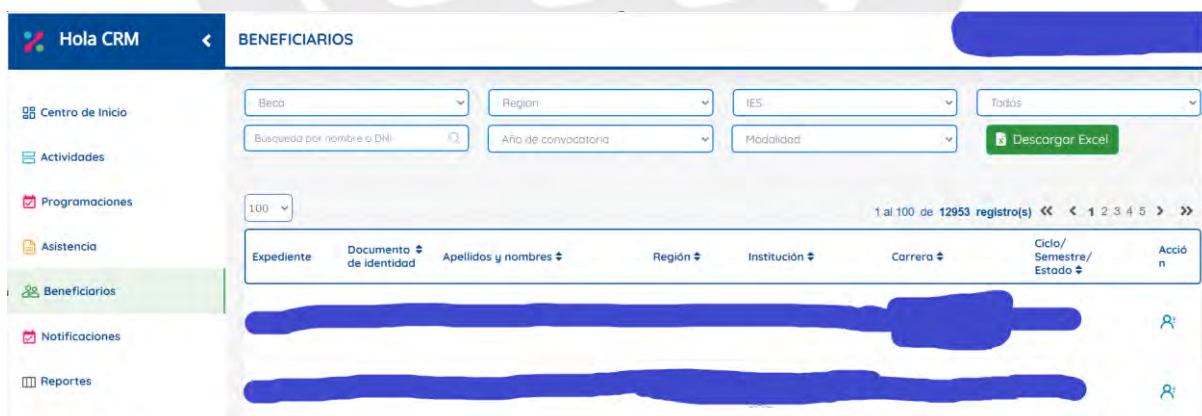 Hola CRM
BENEFICIARIOS
Centro de Inicio
Actividades
Programaciones
Asistencia
Beneficiarios
Notificaciones
Reportes
Beca
Region
IES
Todos
Búsqueda por nombre o DNI
Año de convocatoria
Modalidad
Descargar Excel
100
1 al 100 de 12953 registro(s) 1 2 3 4 5
Expediente
Documento
de identidad
Apellidos y nombres
Región
Institución
Carrera
Ciclo/
Semestre/
Estado
Acció
n